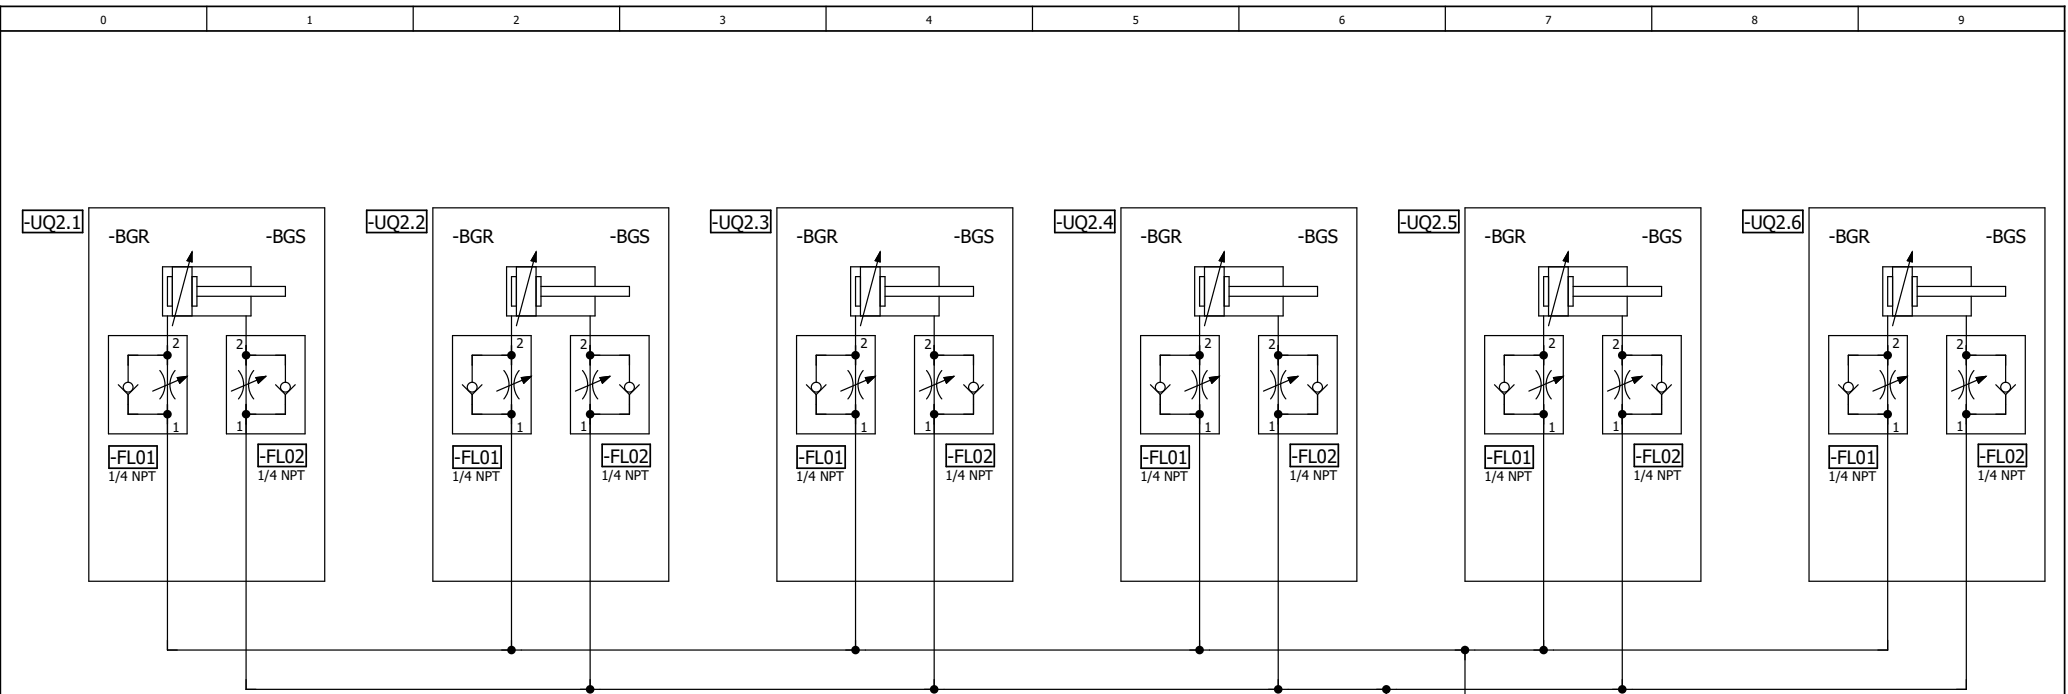 0 1 2 3 4 5 6 7 8 9
-UQ2.1 -UQ2.2 -UQ2.3 -UQ2.4 -UQ2.5 -UQ2.6
-BGR -BGS -BGR -BGS -BGR -BGS -BGR -BGS -BGR -BGS -BGR -BGS
2 2 2 2 2 2 2 2 2 2 2 2
1 1 1 1 1 1 1 1 1 1 1 1
-FL01 -FL02 -FL01 -FL02 -FL01 -FL02 -FL01 -FL02 -FL01 -FL02 -FL01 -FL02
1/4 NPT 1/4 NPT 1/4 NPT 1/4 NPT 1/4 NPT 1/4 NPT 1/4 NPT 1/4 NPT 1/4 NPT 1/4 NPT 1/4 NPT 1/4 NPT